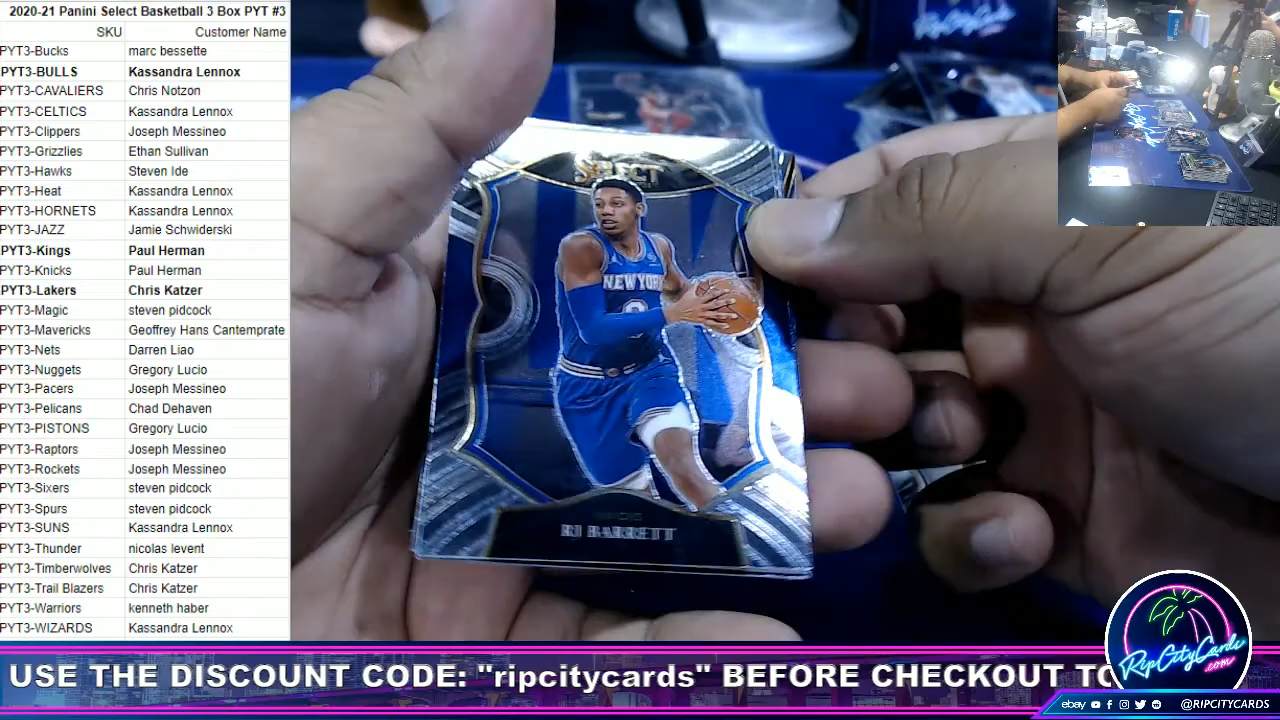 2020-21 Panini Select Basketball 3 Box PYT #3
SKU Customer Name
PYT3-Bucks marc bessette
PYT3-BULLS Kassandra Lennox
PYT3-CAVALIERS Chris Notzon
PYT3-CELTICS Kassandra Lennox
PYT3-Clippers Joseph Messineo
PYT3-Grizzlies Ethan Sullivan
PYT3-Hawks Steven Ide
PYT3-Heat Kassandra Lennox
PYT3-HORNETS Kassandra Lennox
PYT3-JAZZ Jamie Schwiderski
PYT3-Kings Paul Herman
PYT3-Knicks Paul Herman
PYT3-Lakers Chris Katzer
PYT3-Magic steven pidcock
PYT3-Mavericks Geoffrey Hans Cantemprate
PYT3-Nets Darren Liao
PYT3-Nuggets Gregory Lucio
PYT3-Pacers Joseph Messineo
PYT3-Pelicans Chad Dehaven
PYT3-PISTONS Gregory Lucio
PYT3-Raptors Joseph Messineo
PYT3-Rockets Joseph Messineo
PYT3-Sixers steven pidcock
PYT3-Spurs steven pidcock
PYT3-SUNS Kassandra Lennox
PYT3-Thunder nicolas levent
PYT3-Timberwolves Chris Katzer
PYT3-Trail Blazers Chris Katzer
PYT3-Warriors kenneth haber
PYT3-WIZARDS Kassandra Lennox
SELECT
NEW YORK
RJ BARRETT
USE THE DISCOUNT CODE: "ripcitycards" BEFORE CHECKOUT TO
RipCityCards
.com
ebay @RIPCITYCARDS